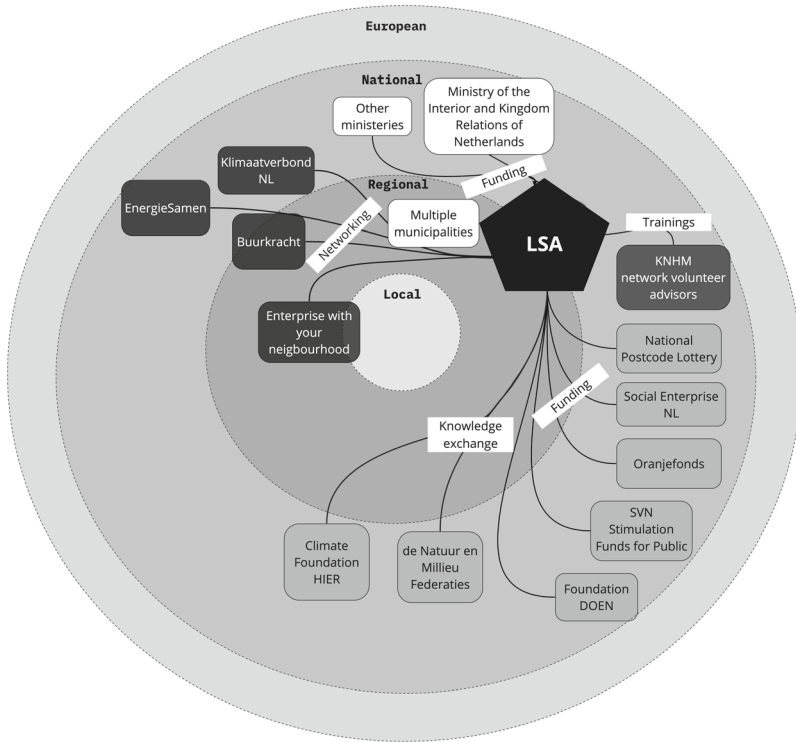 European
National
Ministry of the
Interior and Kingdom
Relations of
Netherlands
Other
ministeries
Funding
Klimaatverbond
NL
Regional
EnergieSamen
Networking
Multiple
municipalities
Buurkracht
LSA
Trainings
KNHM
network volunteer
advisors
Local
Enterprise with
your
neigbourhood
National
Postcode Lottery
Funding
Social Enterprise
NL
Knowledge
exchange
Oranjefonds
SVN
Stimulation
Funds for Public
Climate
Foundation
HIER
de Natuur en
Millieu
Federaties
Foundation
DOEN